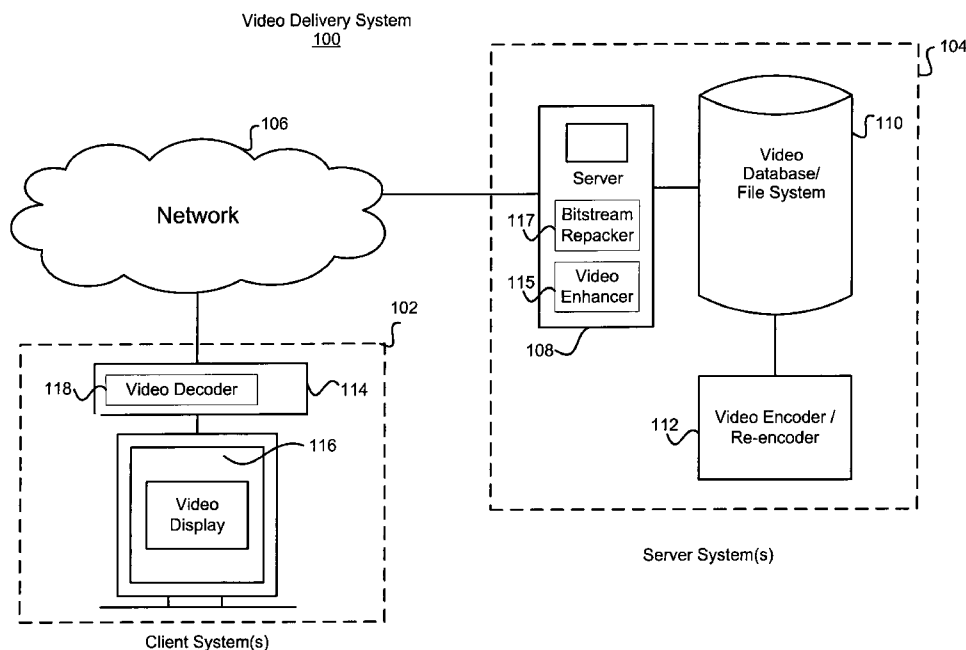 Video Delivery System
100
104
106
110
Network
Server
Video
Database/
File System
117
Bitstream
Repacker
115
Video
Enhancer
108
102
118
Video Decoder
114
112
Video Encoder /
Re-encoder
116
Video
Display
Server System(s)
Client System(s)